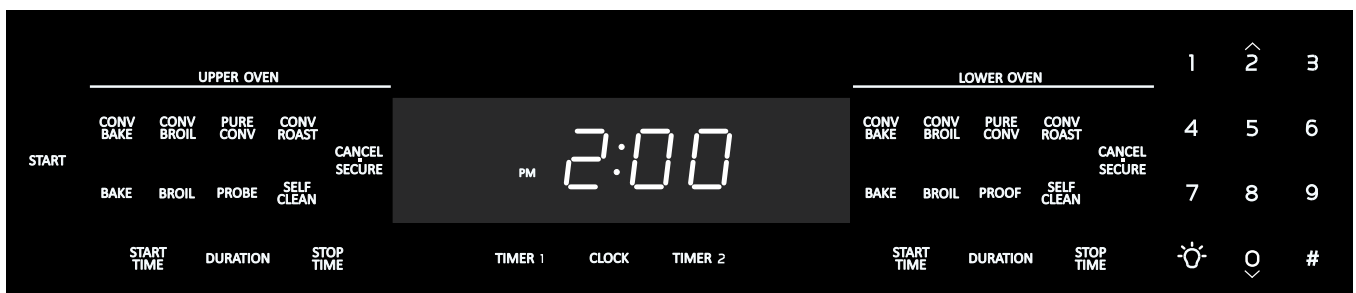 UPPER OVEN
LOWER OVEN
1 2 3
CONV BAKE
CONV BROIL
PURE CONV
CONV ROAST
CONV BAKE
CONV BROIL
PURE CONV
CONV ROAST
4 5 6
START
CANCEL
SECURE
PM 2:00
CANCEL
SECURE
BAKE BROIL PROBE SELF CLEAN
BAKE BROIL PROOF SELF CLEAN
7 8 9
START TIME
DURATION
STOP TIME
TIMER 1 CLOCK TIMER 2
START TIME
DURATION
STOP TIME
0 #